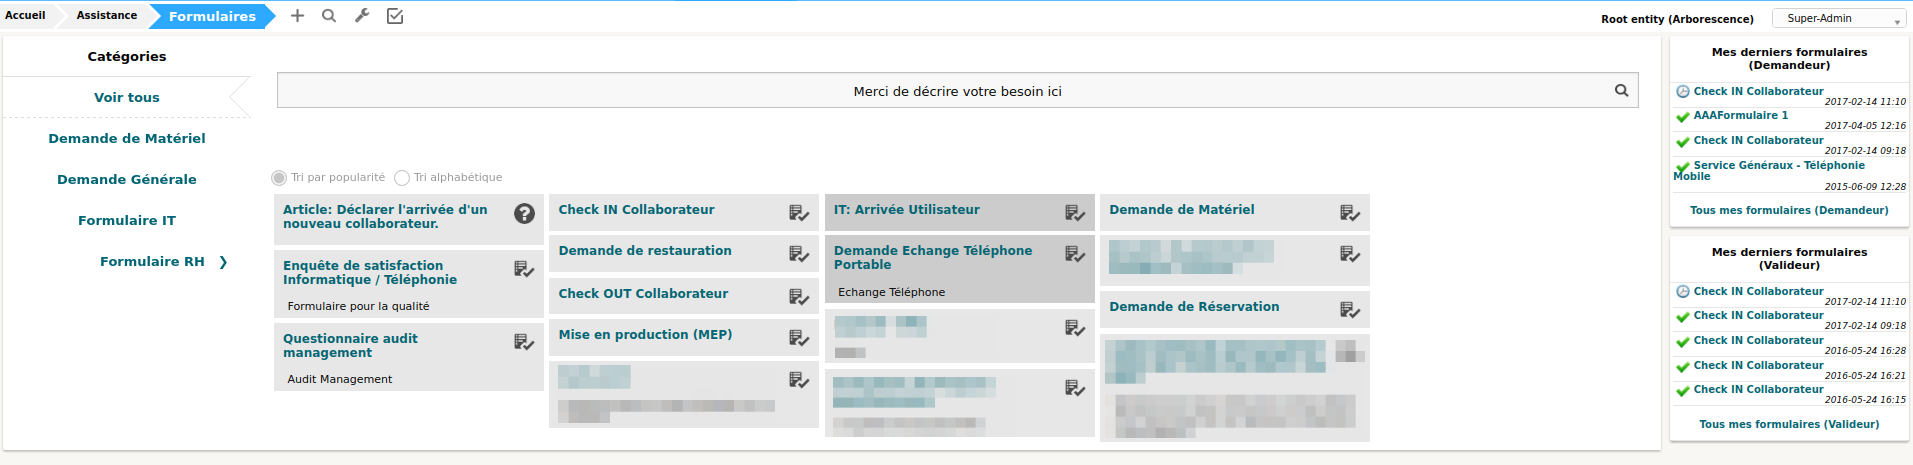 Accueil
Assistance
Formulaires
Root entity (Arborescence)
Super-Admin
Catégories
Voir tous
Demande de Matériel
Demande Générale
Formulaire IT
Formulaire RH
Merci de décrire votre besoin ici
Tri par popularité
Tri alphabétique
Article: Déclarer l'arrivée d'un
nouveau collaborateur.
Enquête de satisfaction
Informatique / Téléphonie
Formulaire pour la qualité
Questionnaire audit
management
Audit Management
Check IN Collaborateur
Demande de restauration
Check OUT Collaborateur
Mise en production (MEP)
IT: Arrivée Utilisateur
Demande Echange Téléphone
Portable
Echange Téléphone
Demande de Matériel
Demande de Réservation
Mes derniers formulaires
(Demandeur)
Check IN Collaborateur
2017-02-14 11:10
AAAFormulaire 1
2017-04-05 12:16
Check IN Collaborateur
2017-02-14 09:18
Service Généraux - Téléphonie
Mobile
2015-06-09 12:28
Tous mes formulaires (Demandeur)
Mes derniers formulaires
(Valideur)
Check IN Collaborateur
2017-02-14 11:10
Check IN Collaborateur
2017-02-14 09:18
Check IN Collaborateur
2016-05-24 16:28
Check IN Collaborateur
2016-05-24 16:21
Check IN Collaborateur
2016-05-24 16:15
Tous mes formulaires (Valideur)